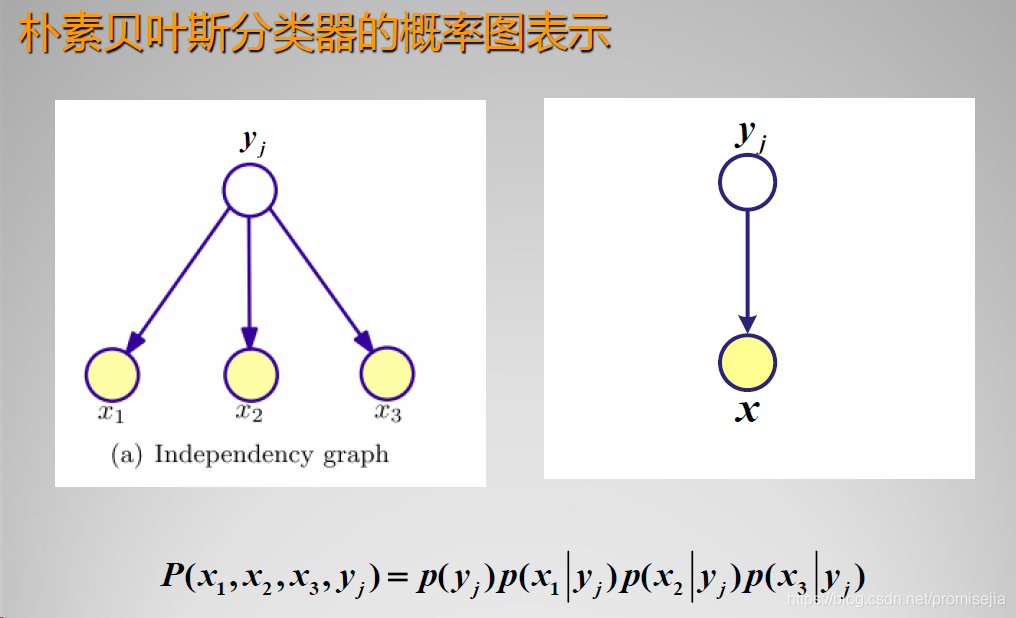 朴素贝叶斯分类器的概率图表示
y_j
y_j
x_1 x_2 x_3
x
(a) Independency graph
P(x_1,x_2,x_3,y_j) = p(y_j)p(x_1|y_j)p(x_2|y_j)p(x_3|y_j)
https://blog.csdn.net/promisejia